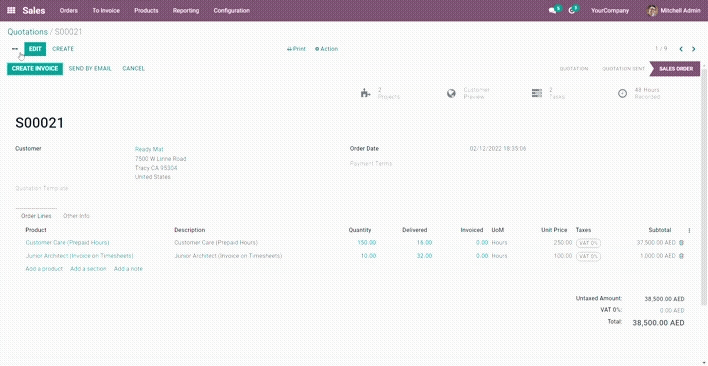 Sales Orders To Invoice Products Reporting Configuration 5 5 YourCompany Mitchell Admin
Quotations / S00021
EDIT CREATE Print Action 1 / 9
CREATE INVOICE SEND BY EMAIL CANCEL QUOTATION QUOTATION SENT SALES ORDER
2 Projects Customer Preview 2 Tasks 48 Hours Recorded
S00021
Customer Ready Mat Order Date 02/12/2022 18:35:06
7500 W Linne Road Payment Terms
Tracy CA 95304
United States
Quotation Template
Order Lines Other Info
Product Description Quantity Delivered Invoiced UoM Unit Price Taxes Subtotal
Customer Care (Prepaid Hours) Customer Care (Prepaid Hours) 150.00 16.00 0.00 Hours 250.00 VAT 0% 37,500.00 AED
Junior Architect (Invoice on Timesheets) Junior Architect (Invoice on Timesheets) 10.00 32.00 0.00 Hours 100.00 VAT 0% 1,000.00 AED
Add a product Add a section Add a note
Untaxed Amount: 38,500.00 AED
VAT 0%: 0.00 AED
Total: 38,500.00 AED